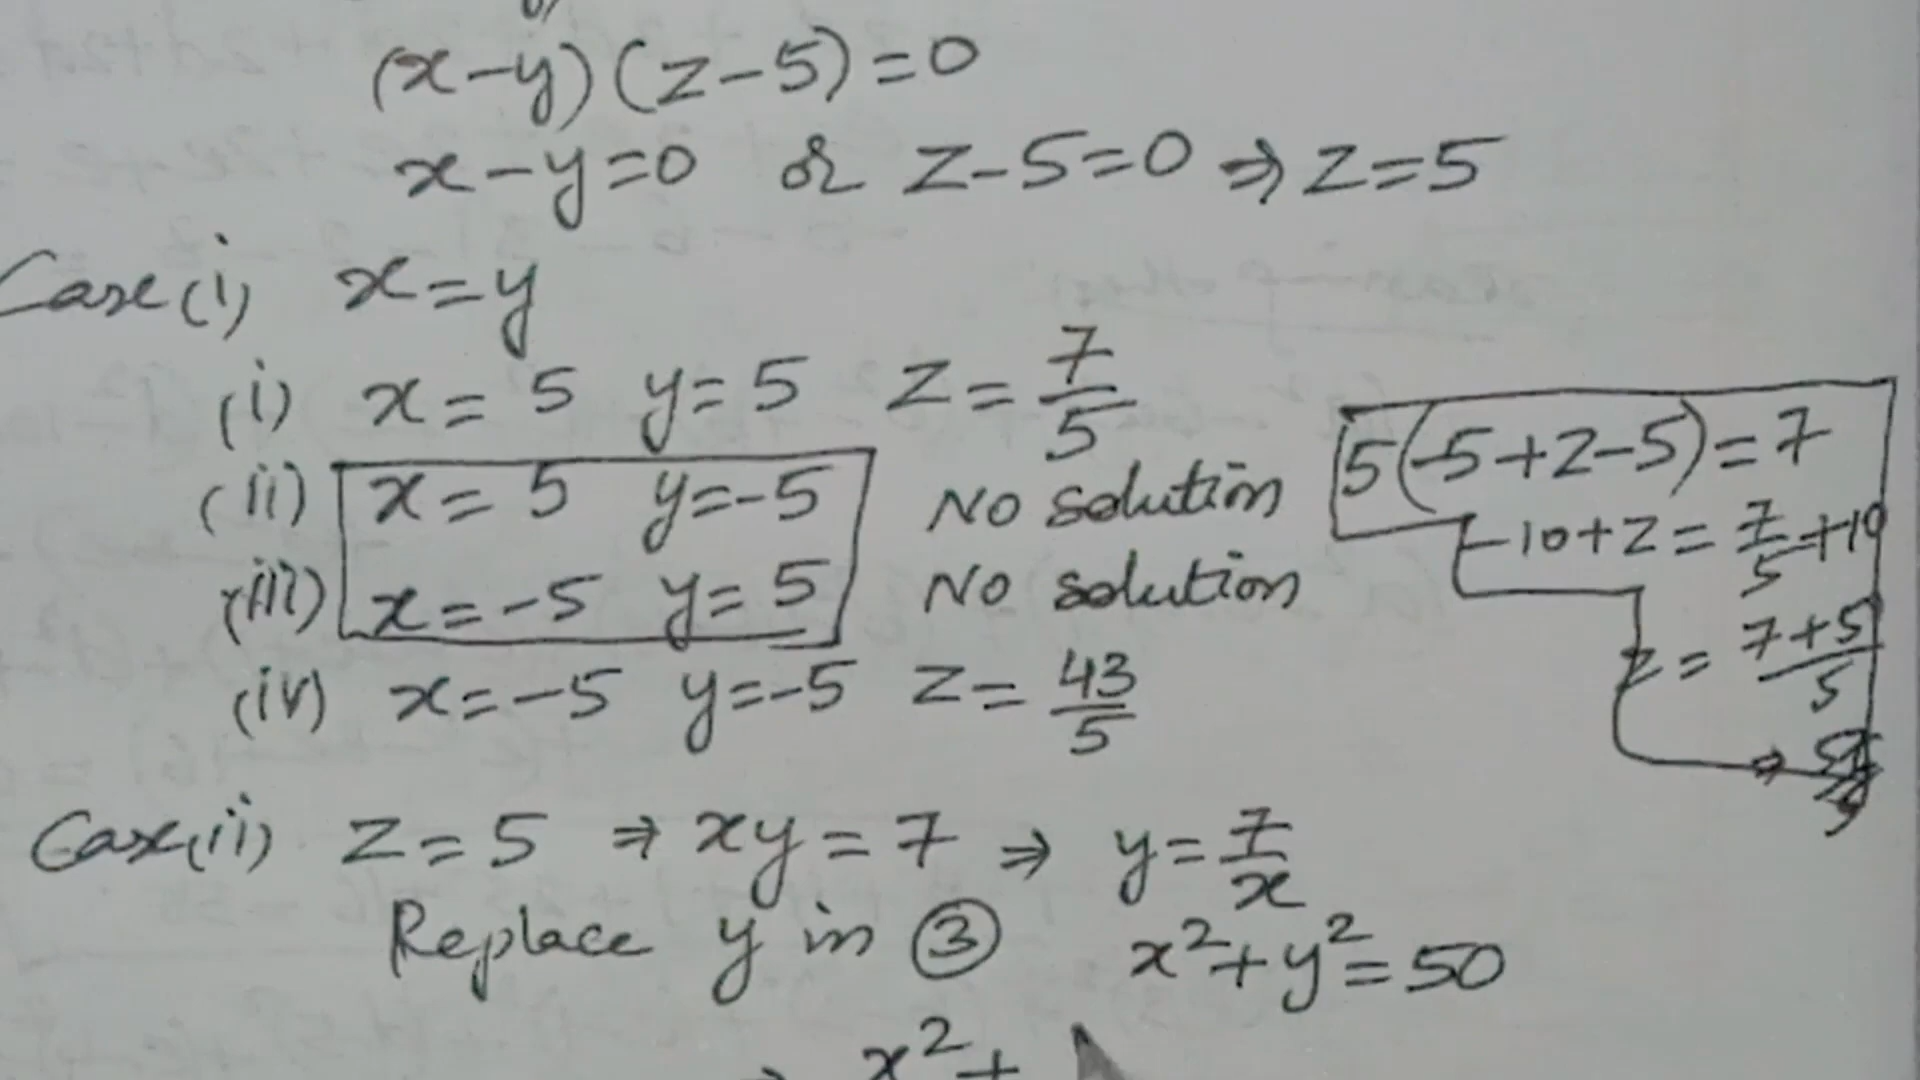 (x-y)(z-5)=0
x-y=0 or z-5=0 ⇒ z=5
Case(i) x=y
(i) x=5 y=5 z=7/5
(ii) x=5 y=-5 No solution
(iii) x=-5 y=5 No solution
(iv) x=-5 y=-5 z=43/5
5(-5+z-5)=7
-10+z=7/5+10
z=7+5/5
Case(ii) z=5 ⇒ xy=7 ⇒ y=7/x
Replace y in ③ x²+y²=50
x²+